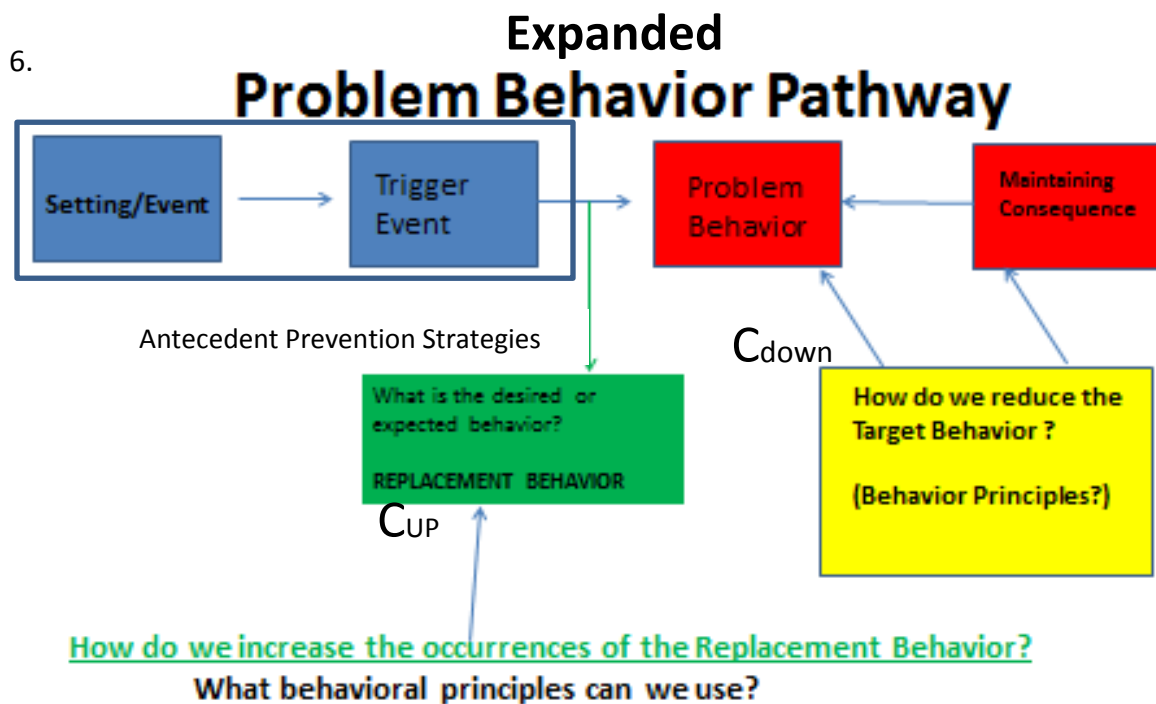 Expanded
6.
Problem Behavior Pathway
Setting/Event
Trigger
Event
Problem
Behavior
Maintaining
Consequence
Antecedent Prevention Strategies
Cdown
What is the desired or
expected behavior?
REPLACEMENT BEHAVIOR
CUP
How do we reduce the
Target Behavior ?
(Behavior Principles?)
How do we increase the occurrences of the Replacement Behavior?
What behavioral principles can we use?